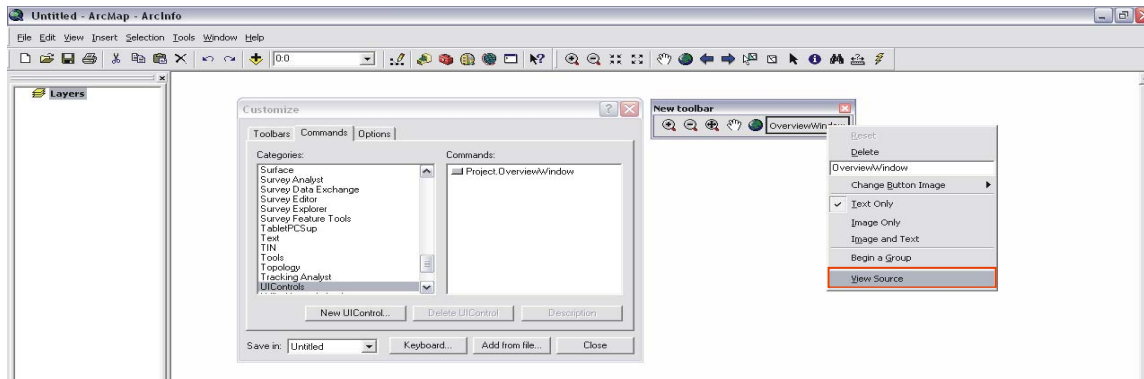 Untitled - ArcMap - ArcInfo
File Edit View Insert Selection Tools Window Help
0:0
Layers
Customize
Toolbars Commands Options
Categories:
Surface
Survey Analyst
Survey Data Exchange
Survey Editor
Survey Explorer
Survey Feature Tools
TabletPCSup
Text
TIN
Tools
Topology
Tracking Analyst
UIControls
Commands:
Project.OverviewWindow
New UIControl...
Delete UIControl
Description
Save in: Untitled
Keyboard...
Add from file...
Close
New toolbar
OverviewWindow
Reset
Delete
OverviewWindow
Change Button Image
Text Only
Image Only
Image and Text
Begin a Group
View Source